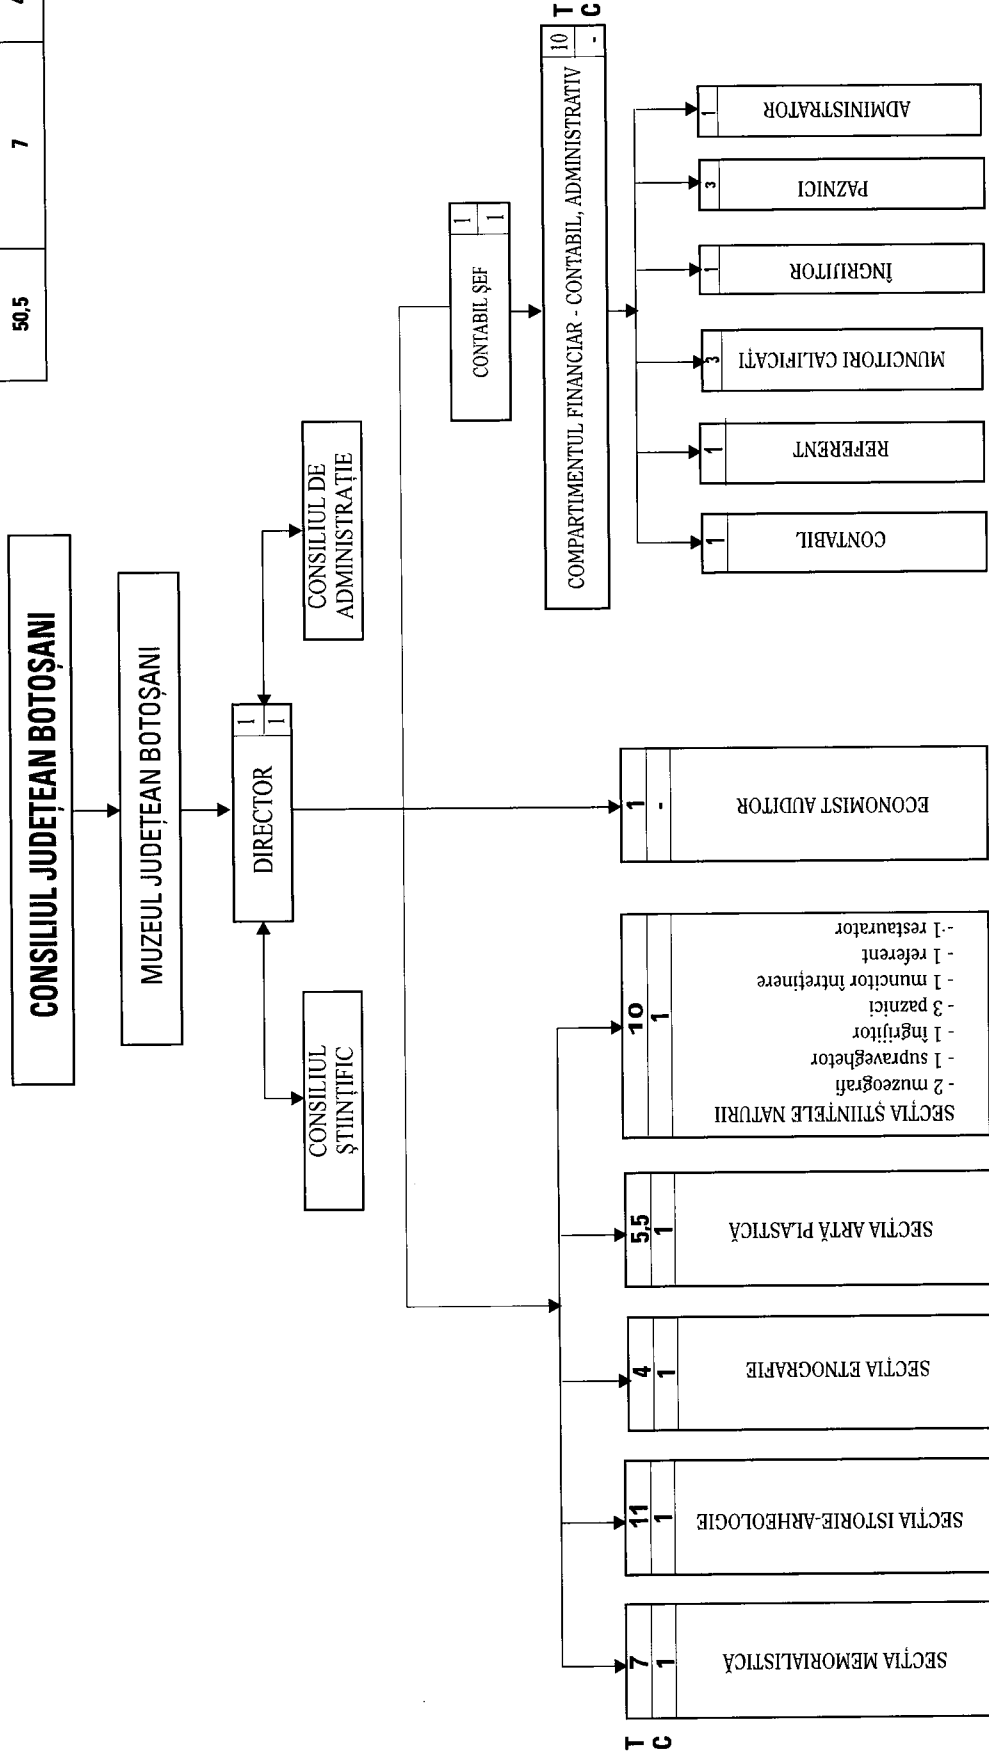 50,5
7
CONSILIUL JUDEȚEAN BOTOȘANI
MUZEUL JUDEȚEAN BOTOȘANI
DIRECTOR
1
1
CONSILIUL
ȘTIINȚIFIC
CONSILIUL DE
ADMINISTRAȚIE
CONTABIL ȘEF
1
1
COMPARTIMENTUL FINANCIAR - CONTABIL, ADMINISTRATIV
10
-
T
C
T
C
7
1
SECȚIA MEMORIALISTICĂ
11
1
SECȚIA ISTORIE-ARHEOLOGIE
4
1
SECȚIA ETNOGRAFIE
5,5
1
SECȚIA ARTĂ PLASTICĂ
10
1
SECȚIA ȘTIINȚELE NATURII
- 2 muzeografi
- 1 supraveghetor
- 1 îngrijitor
- 3 paznici
- 1 muncitor întreținere
- 1 referent
-1 restaurator
1
-
ECONOMIST AUDITOR
1
CONTABIL
1
REFERENT
3
MUNCITORI CALIFICAȚI
1
ÎNGRIJITOR
3
PAZNICI
1
ADMINISTRATOR